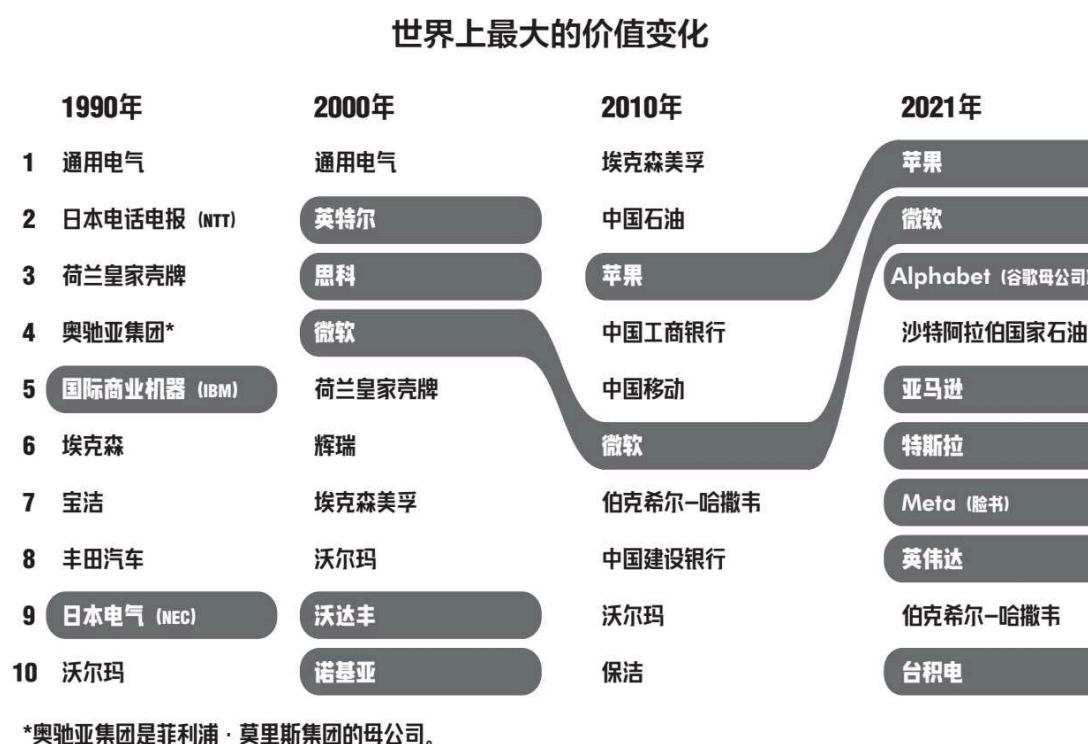 世界上最大的价值变化
1990年 2000年 2010年 2021年
1 通用电气 通用电气 埃克森美孚 苹果
2 日本电话电报（NTT） 英特尔 中国石油 微软
3 荷兰皇家壳牌 思科 苹果 Alphabet（谷歌母公司）
4 奥驰亚集团* 微软 中国工商银行 沙特阿拉伯国家石油
5 国际商业机器（IBM） 荷兰皇家壳牌 中国移动 亚马逊
6 埃克森 辉瑞 微软 特斯拉
7 宝洁 埃克森美孚 伯克希尔–哈撒韦 Meta（脸书）
8 丰田汽车 沃尔玛 中国建设银行 英伟达
9 日本电气（NEC） 沃达丰 沃尔玛 伯克希尔–哈撒韦
10 沃尔玛 诺基亚 保洁 台积电
*奥驰亚集团是菲利浦·莫里斯集团的母公司。